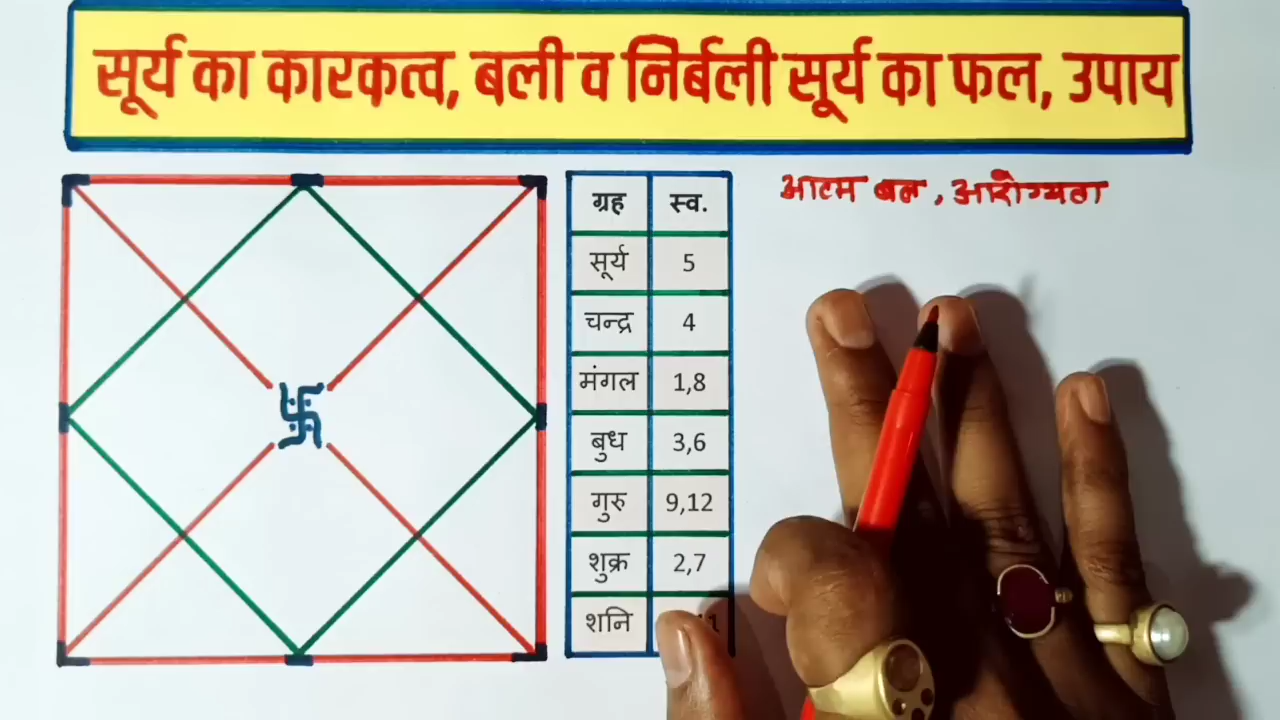 सूर्य का कारकत्व, बली व निर्बली सूर्य का फल, उपाय
आत्म बल, आरोग्यता
ग्रह स्व.
सूर्य 5
चन्द्र 4
मंगल 1,8
बुध 3,6
गुरु 9,12
शुक्र 2,7
शनि